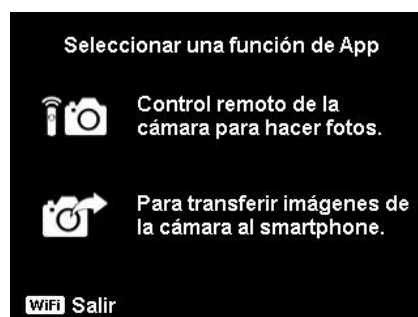 Seleccionar una función de App
Control remoto de la
cámara para hacer fotos.
Para transferir imágenes de
la cámara al smartphone.
WiFi Salir